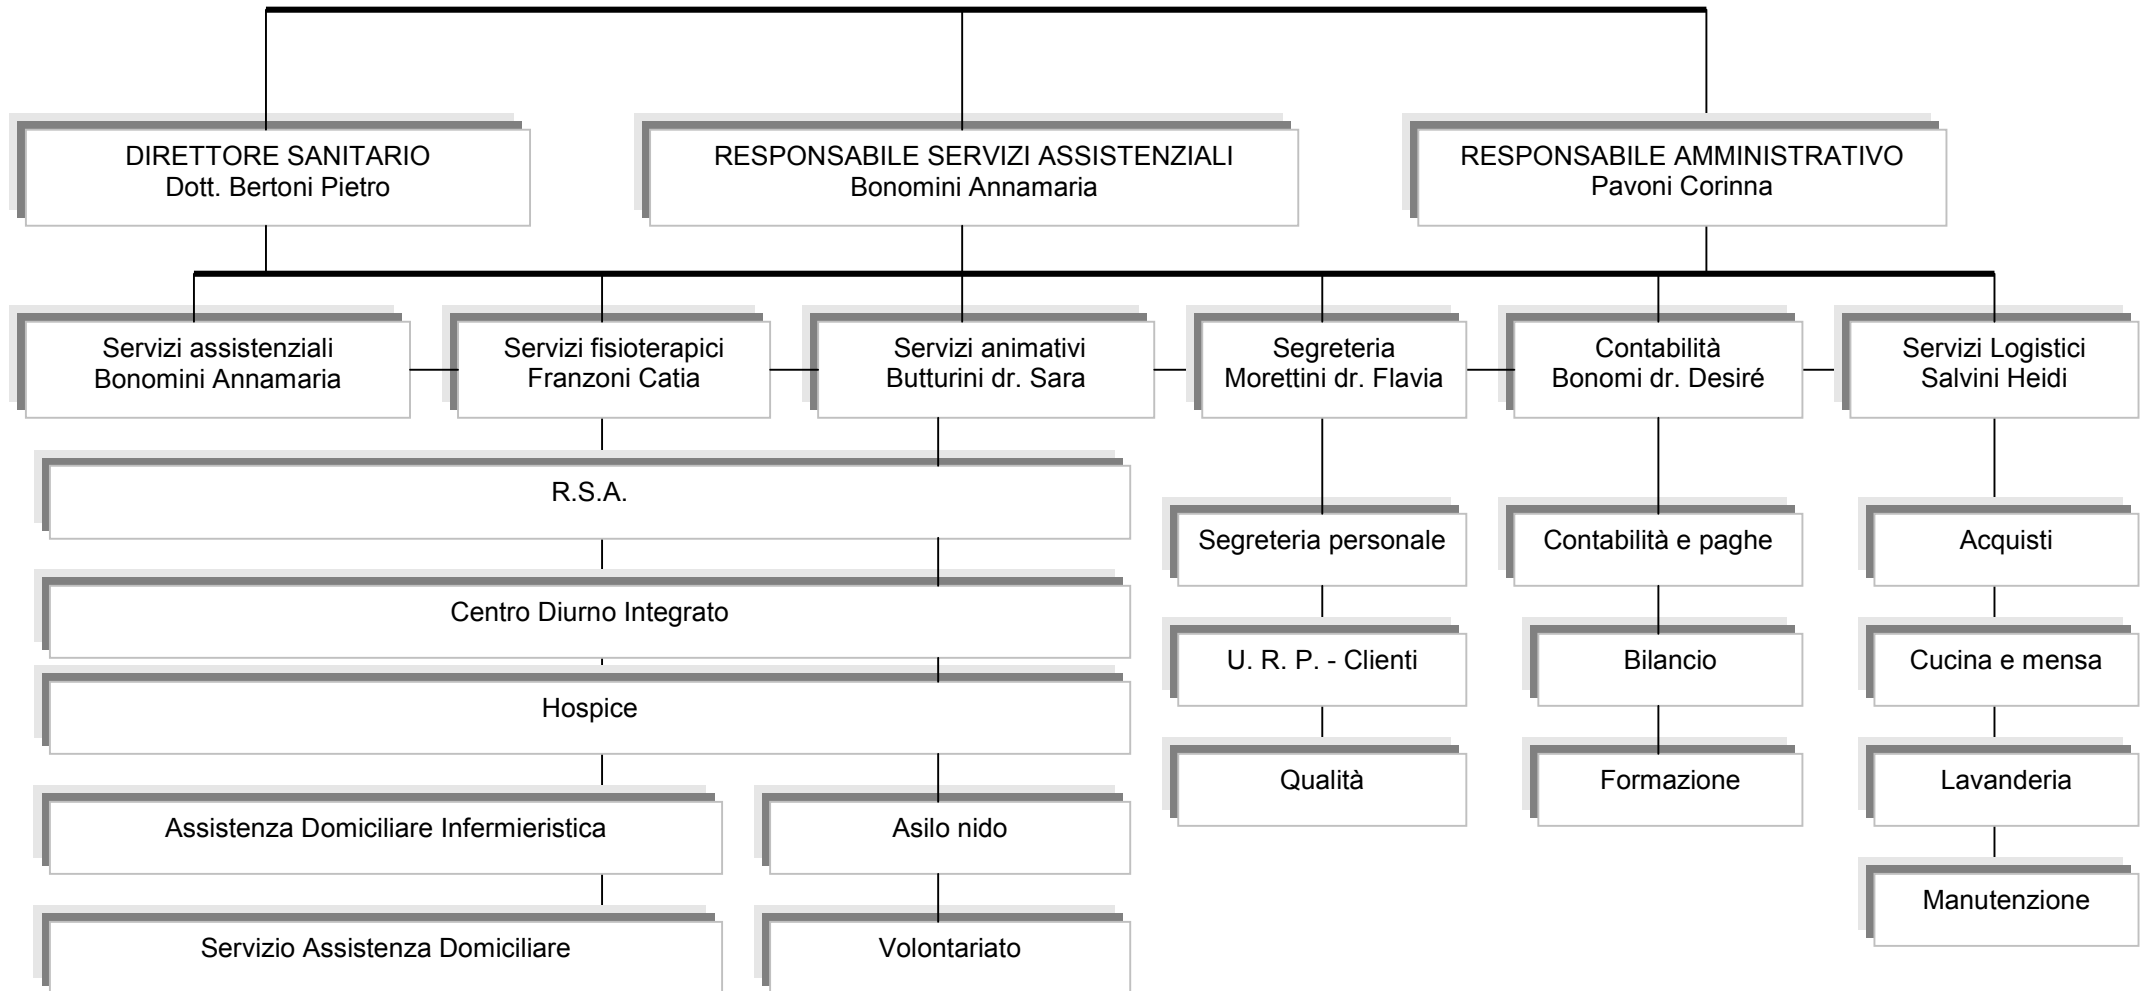 DIRETTORE SANITARIO
Dott. Bertoni Pietro
RESPONSABILE SERVIZI ASSISTENZIALI
Bonomini Annamaria
RESPONSABILE AMMINISTRATIVO
Pavoni Corinna
Servizi assistenziali
Bonomini Annamaria
Servizi fisioterapici
Franzoni Catia
Servizi animativi
Butturini dr. Sara
Segreteria
Morettini dr. Flavia
Contabilità
Bonomi dr. Desiré
Servizi Logistici
Salvini Heidi
R.S.A.
Centro Diurno Integrato
Hospice
Assistenza Domiciliare Infermieristica
Servizio Assistenza Domiciliare
Asilo nido
Volontariato
Segreteria personale
U. R. P. - Clienti
Qualità
Contabilità e paghe
Bilancio
Formazione
Acquisti
Cucina e mensa
Lavanderia
Manutenzione